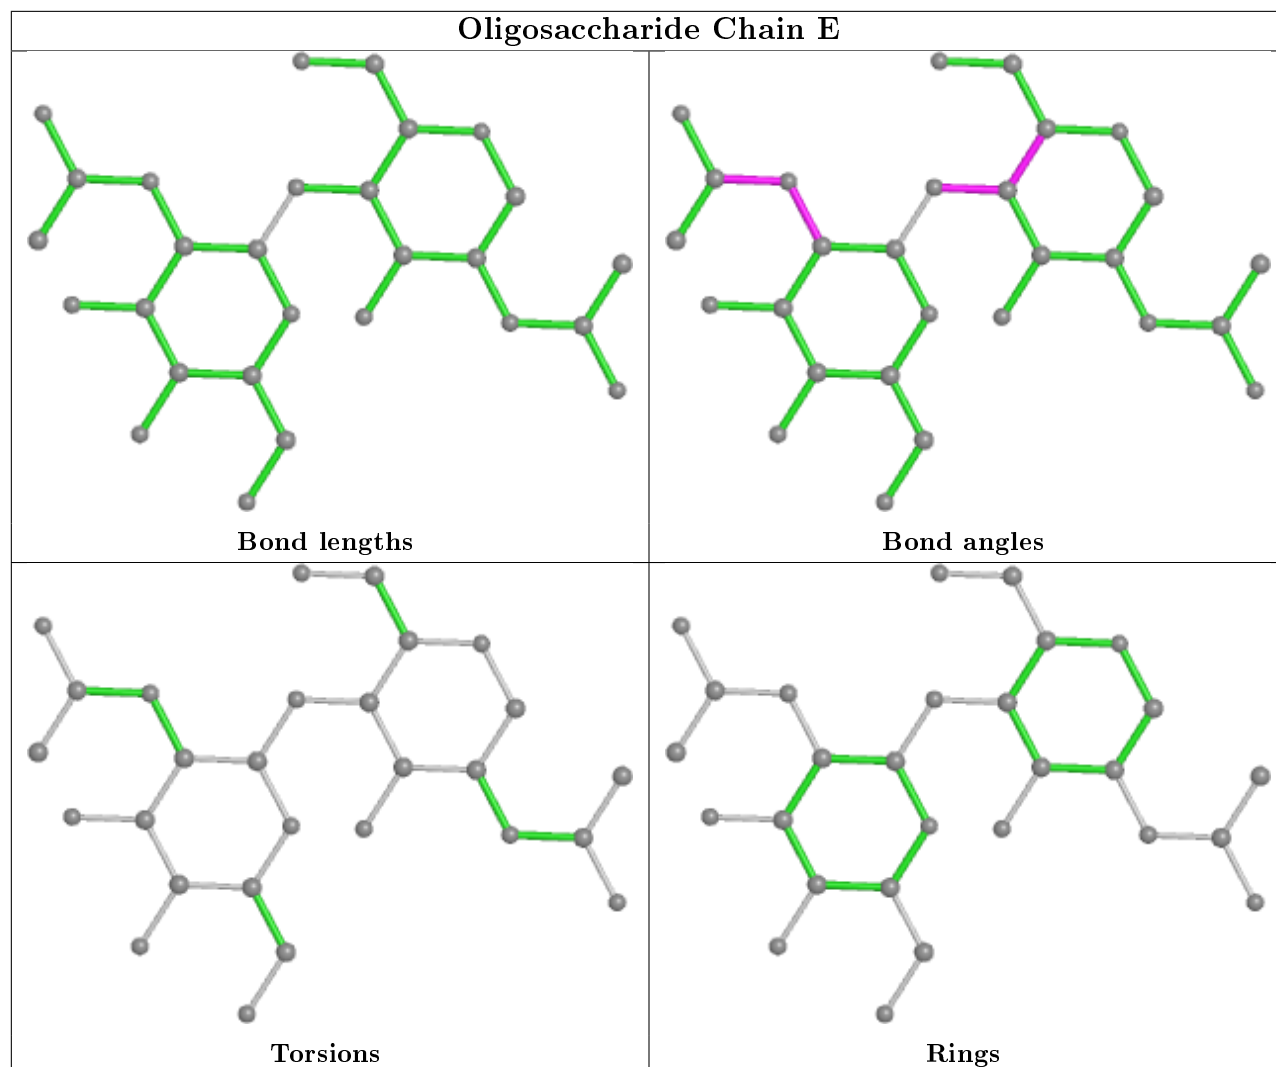 Oligosaccharide Chain E
Bond lengths
Bond angles
Torsions
Rings